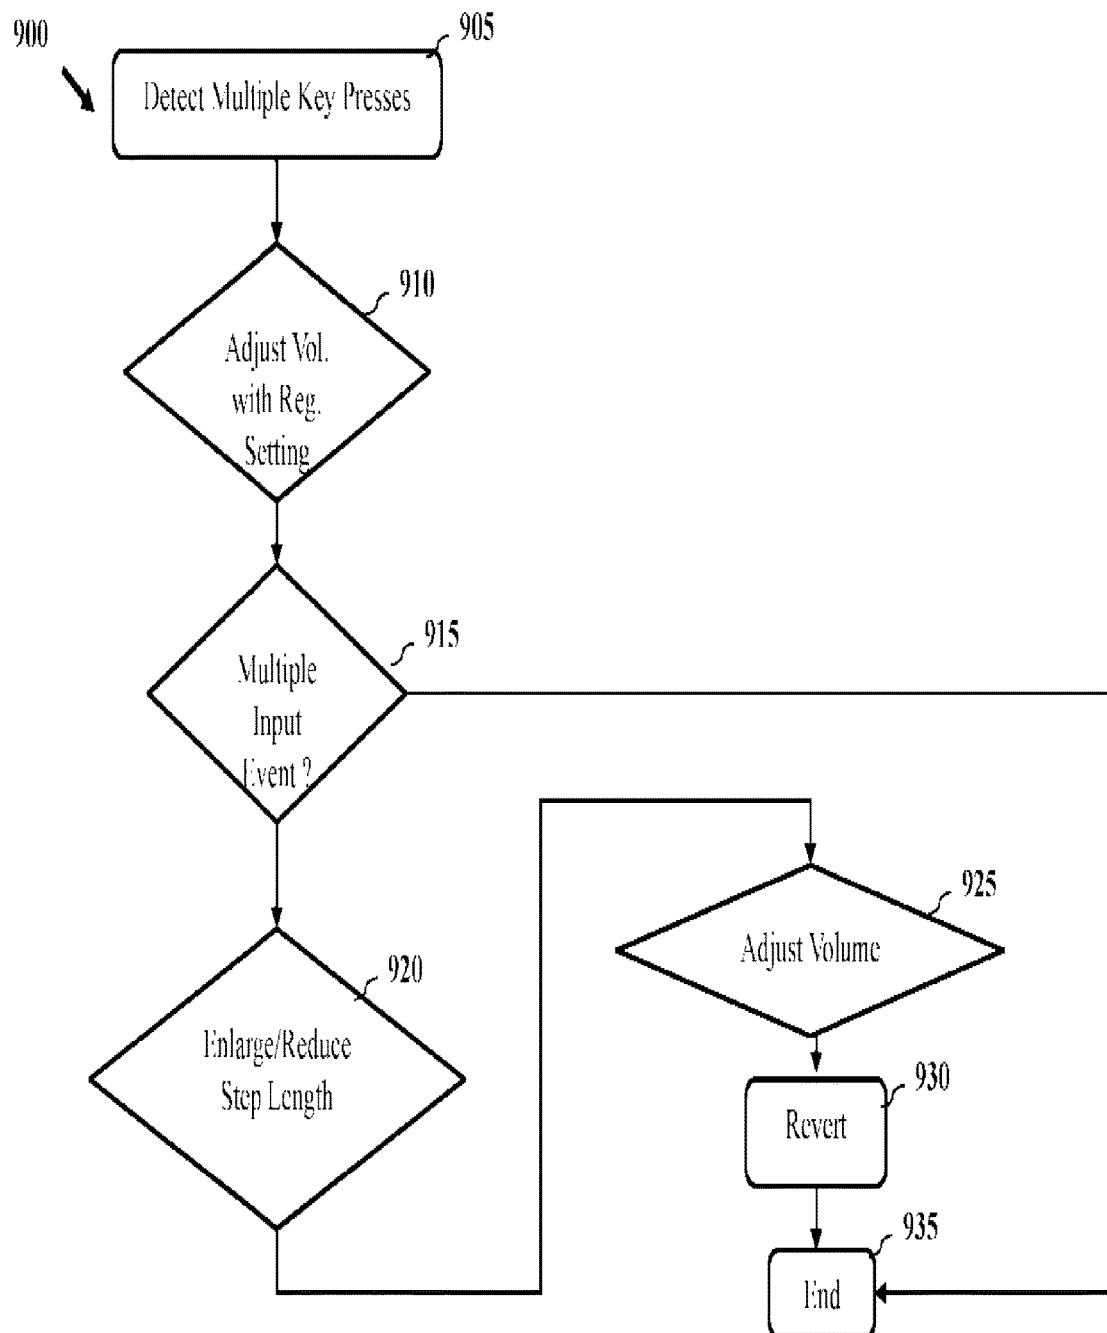 900
905
Detect Multiple Key Presses
910
Adjust Vol.
with Reg.
Setting
915
Multiple
Input
Event ?
920
Enlarge/Reduce
Step Length
925
Adjust Volume
930
Revert
935
End